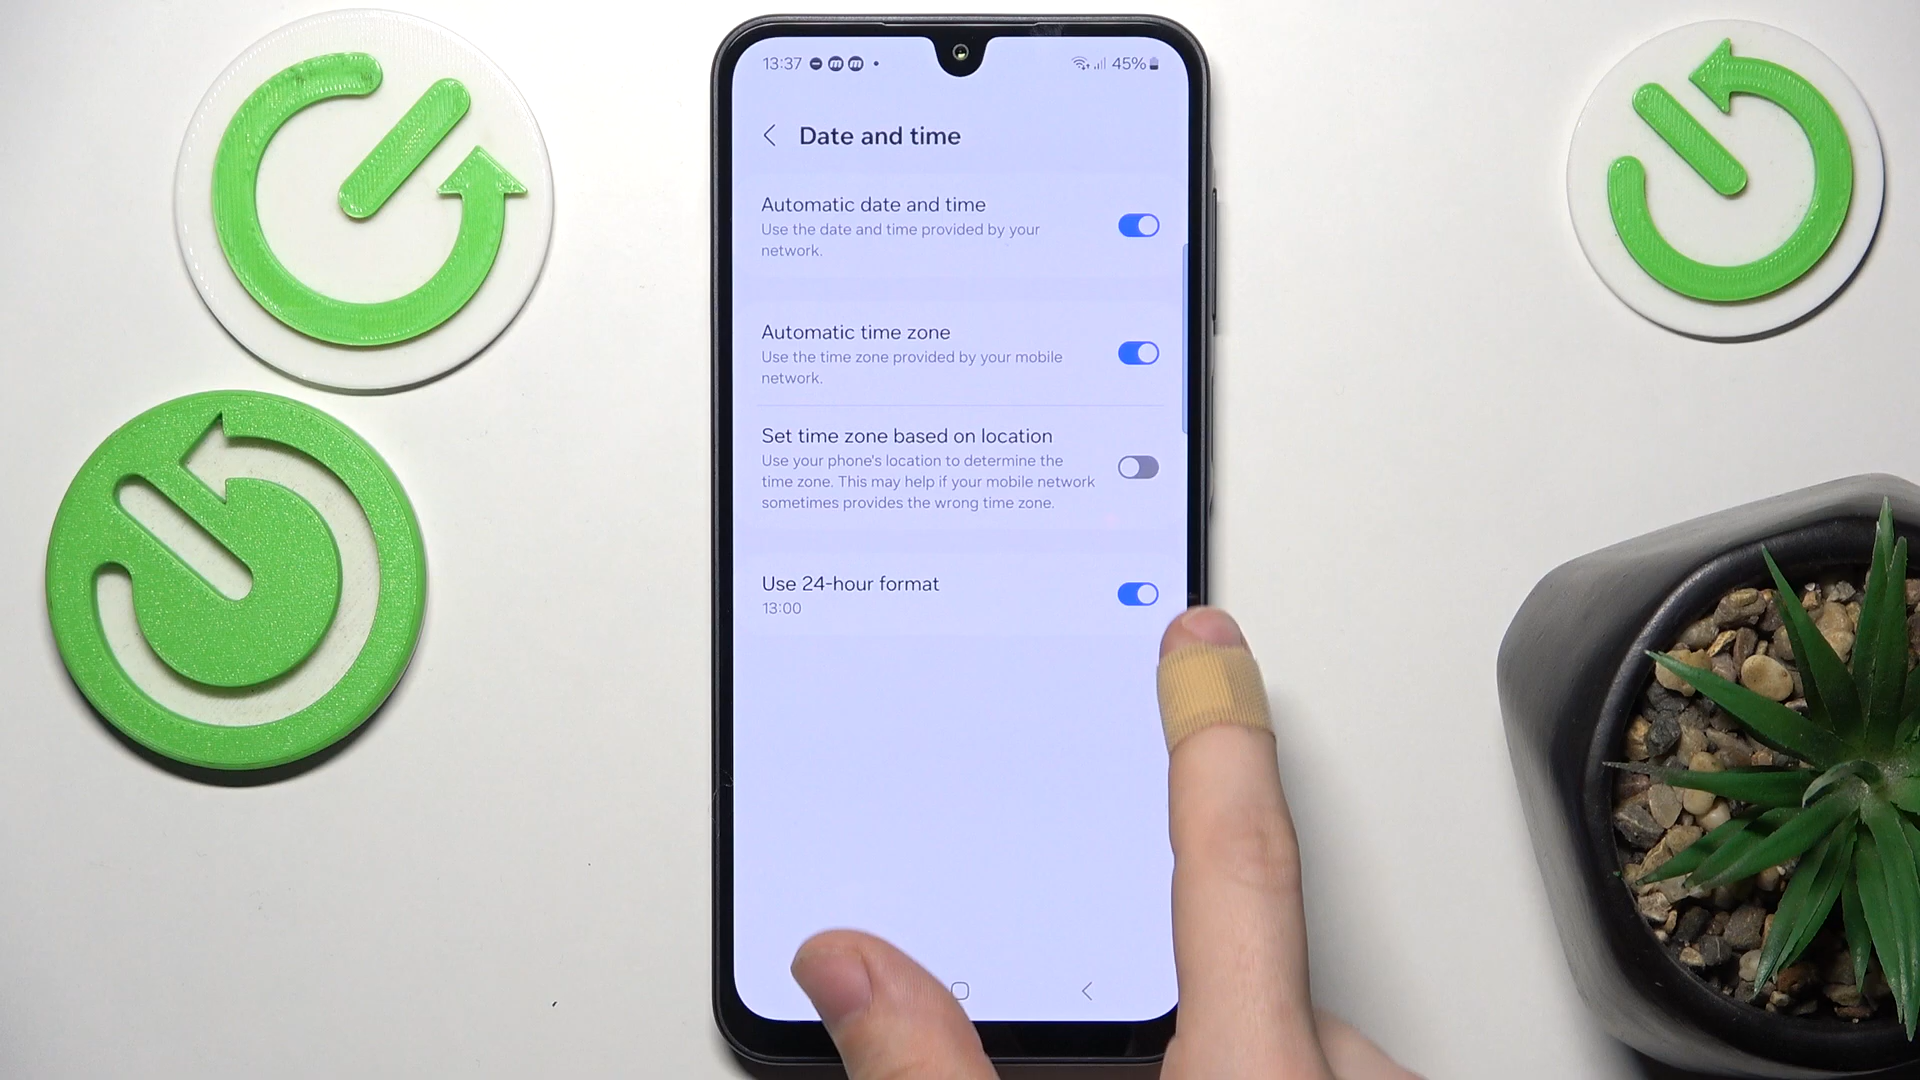 13:37
45%
Date and time
Automatic date and time
Use the date and time provided by your
network.
Automatic time zone
Use the time zone provided by your mobile
network.
Set time zone based on location
Use your phone's location to determine the
time zone. This may help if your mobile network
sometimes provides the wrong time zone.
Use 24-hour format
13:00